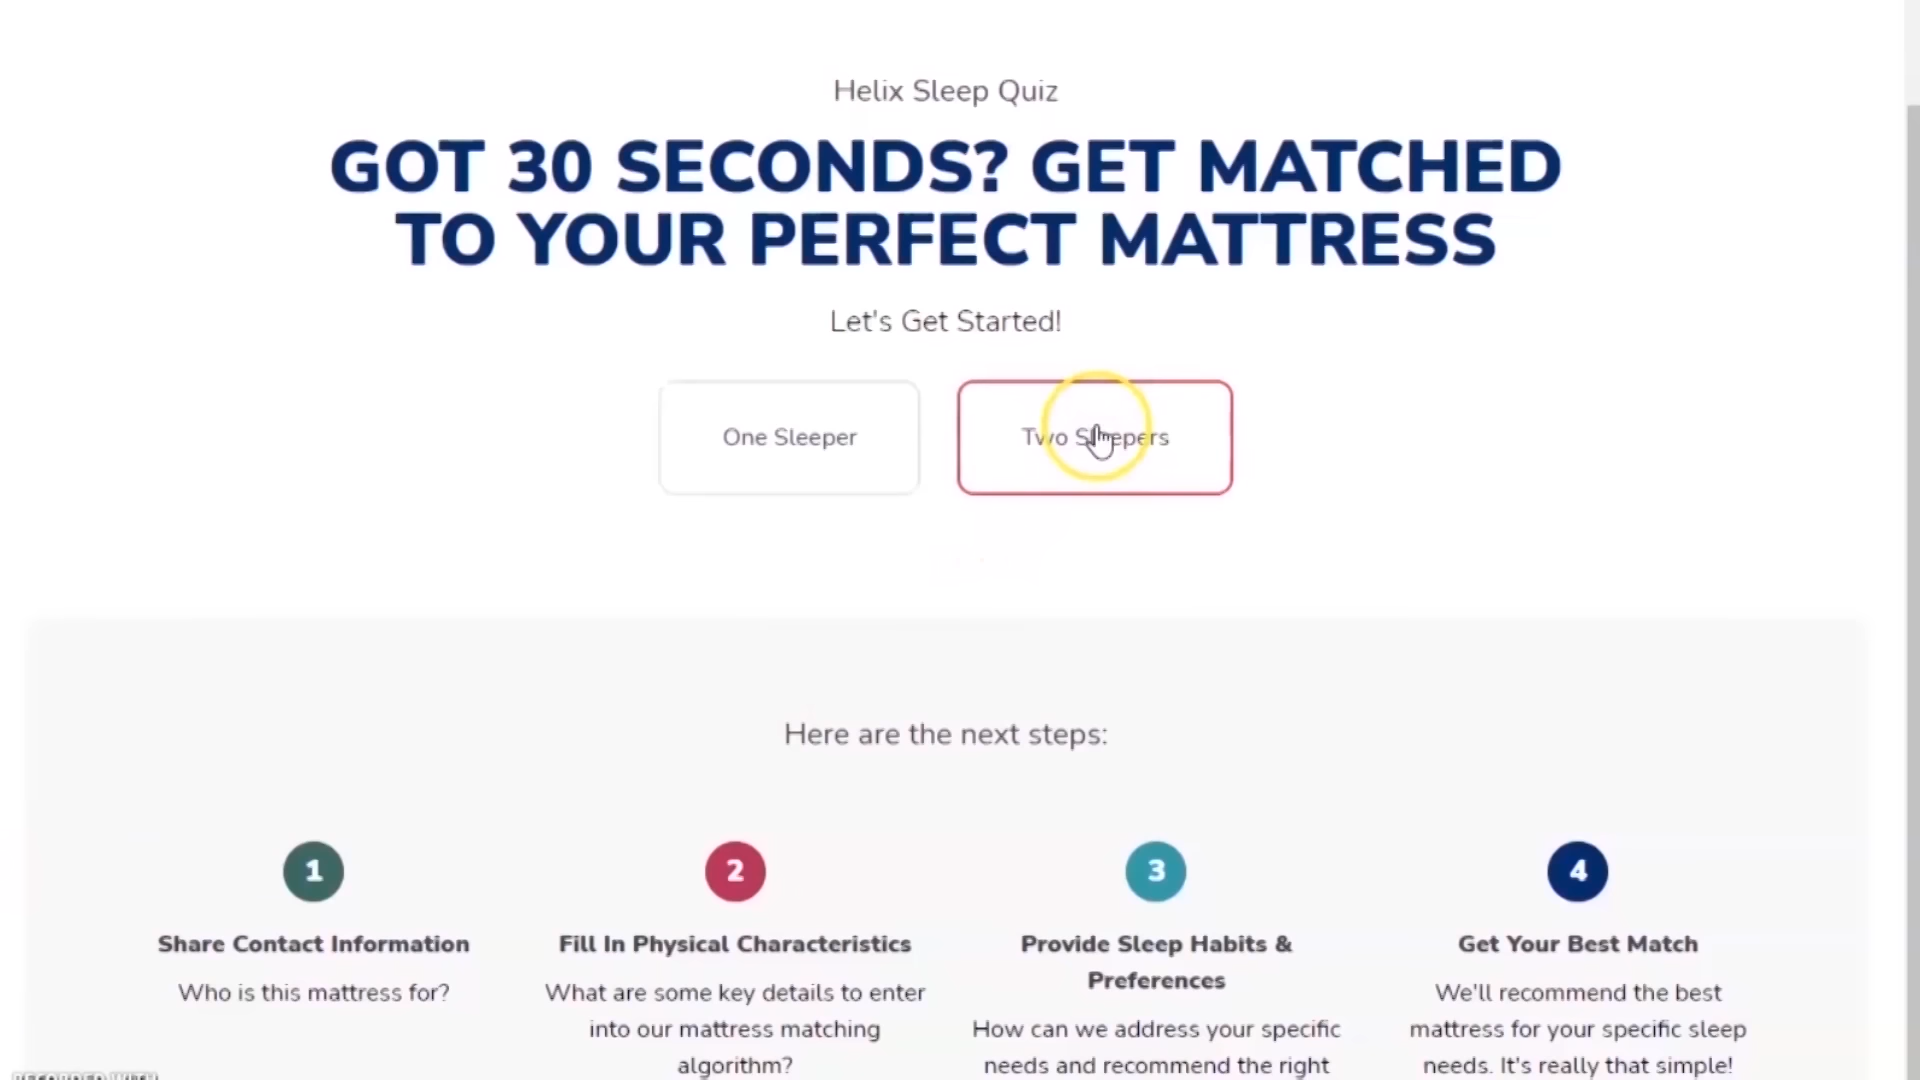 Helix Sleep Quiz
GOT 30 SECONDS? GET MATCHED
TO YOUR PERFECT MATTRESS
Let's Get Started!
One Sleeper
Two Sleepers
Here are the next steps:
1
Share Contact Information
Who is this mattress for?
2
Fill In Physical Characteristics
What are some key details to enter
into our mattress matching
algorithm?
3
Provide Sleep Habits &
Preferences
How can we address your specific
needs and recommend the right
4
Get Your Best Match
We'll recommend the best
mattress for your specific sleep
needs. It's really that simple!
RECORDED WITH